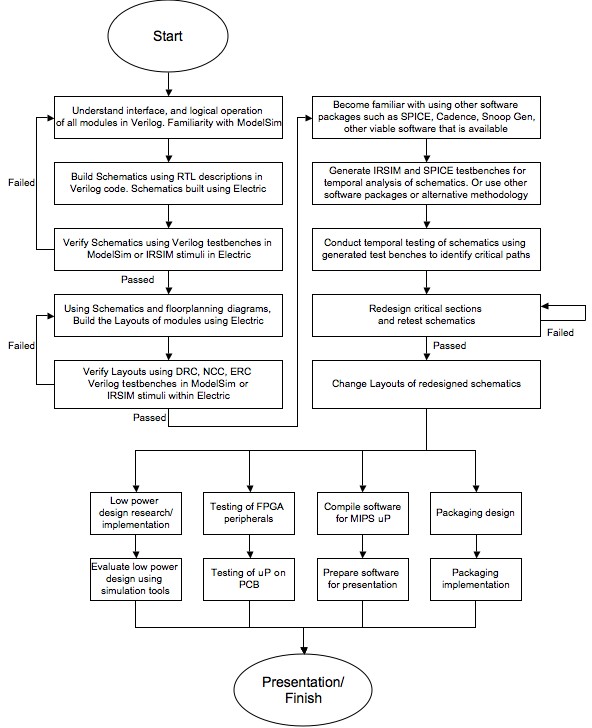 Start
Understand interface, and logical operation
of all modules in Verilog. Familiarity with ModelSim
Failed
Build Schematics using RTL descriptions in
Verilog code. Schematics built using Electric
Verify Schematics using Verilog testbenches in
ModelSim or IRSIM stimuli in Electric
Passed
Using Schematics and floorplanning diagrams,
Build the Layouts of modules using Electric
Failed
Verify Layouts using DRC, NCC, ERC
Verilog testbenches in ModelSim or
IRSIM stimuli within Electric
Passed
Become familiar with using other software
packages such as SPICE, Cadence, Snoop Gen,
other viable software that is available
Generate IRSIM and SPICE testbenches for
temporal analysis of schematics. Or use other
software packages or alternative methodology
Conduct temporal testing of schematics using
generated test benches to identify critical paths
Redesign critical sections
and retest schematics
Failed
Passed
Change Layouts of redesigned schematics
Low power
design research/
implementation
Testing of FPGA
peripherals
Compile software
for MIPS uP
Packaging design
Evaluate low power
design using
simulation tools
Testing of uP on
PCB
Prepare software
for presentation
Packaging
implementation
Presentation/
Finish